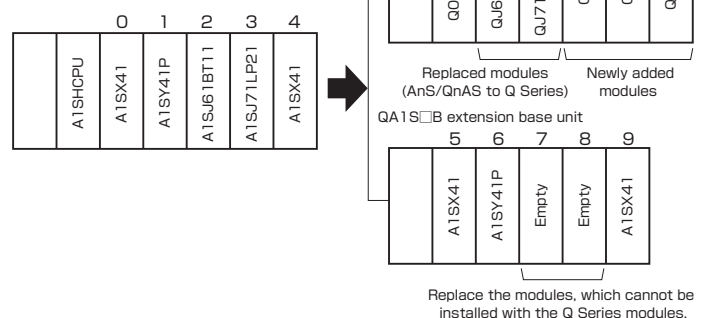 0 1 2 3 4
A1SHCPU
A1SX41
A1SY41P
A1SJ61BT11
A1SJ71LP21
A1SX41
Replaced modules
(AnS/QnAS to Q Series)
Newly added
modules
QA1S□B extension base unit
5 6 7 8 9
A1SX41
A1SY41P
Empty
Empty
A1SX41
Replace the modules, which cannot be
installed with the Q Series modules.